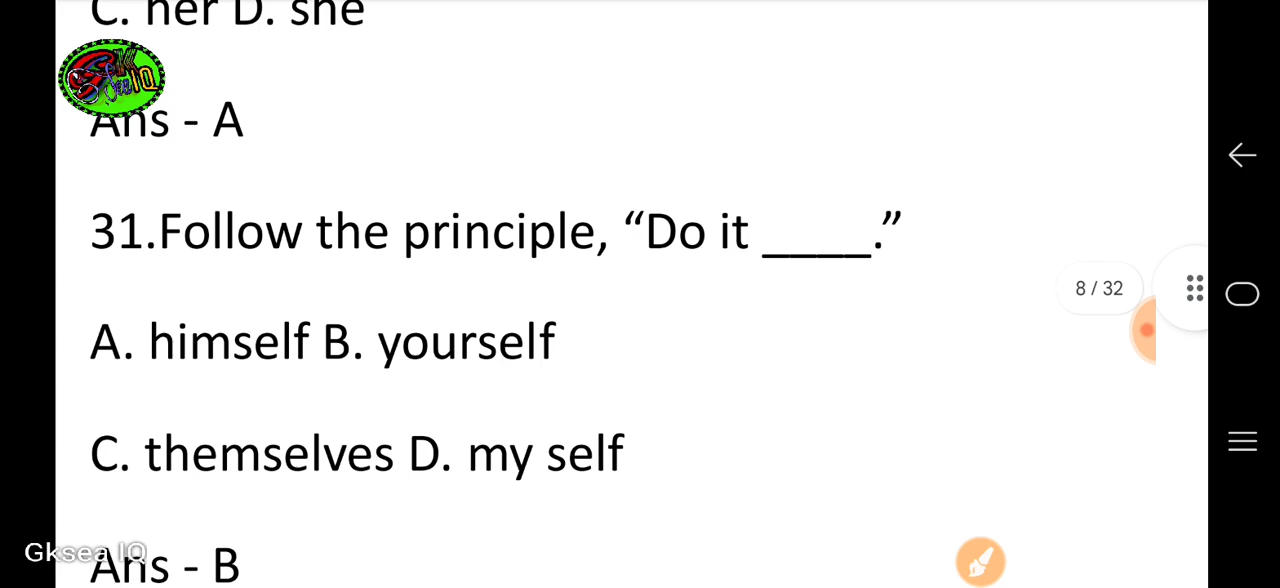 C. her D. she
Ans - A
31.Follow the principle, “Do it ____.”
8 / 32
A. himself B. yourself
C. themselves D. my self
Gksea IQ
Ans - B